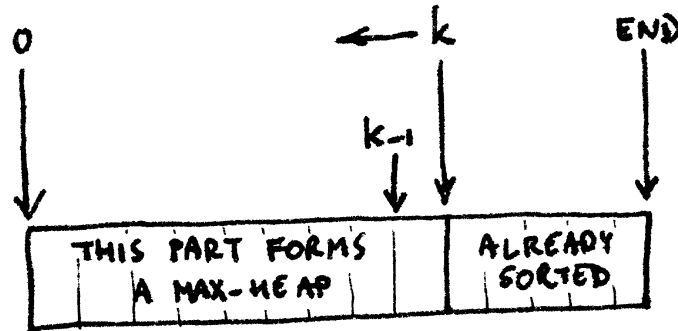 0
k
END
k-1
THIS PART FORMS
A MAX-HEAP
ALREADY
SORTED